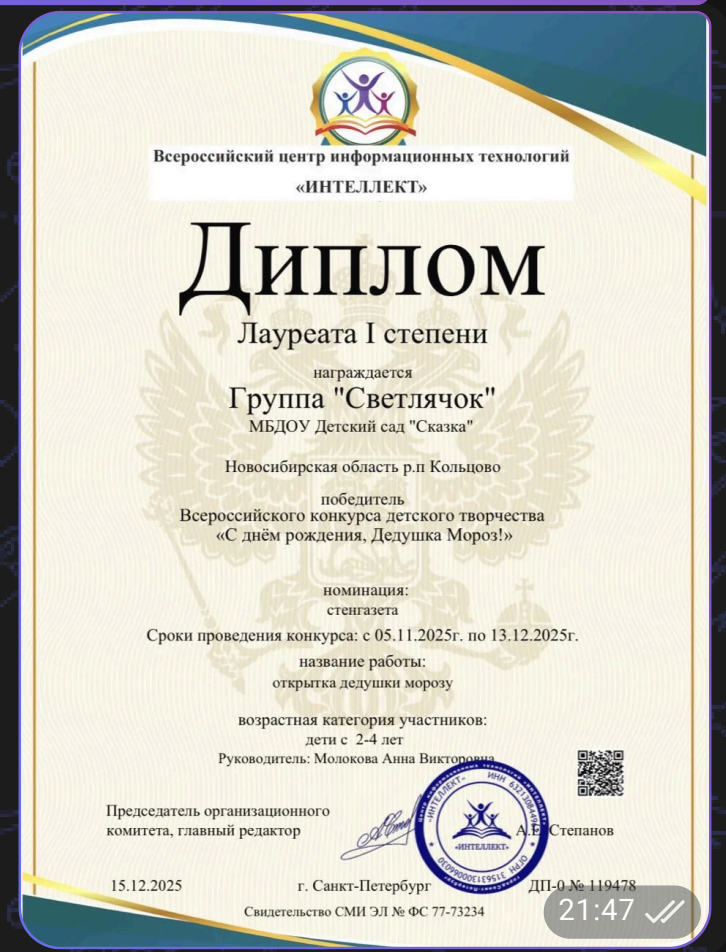 Всероссийский центр информационных технологий
«ИНТЕЛЛЕКТ»
Диплом
Лауреата I степени
награждается
Группа "Светлячок"
МБДОУ Детский сад "Сказка"
Новосибирская область р.п Кольцово
победитель
Всероссийского конкурса детского творчества
«С днём рождения, Дедушка Мороз!»
номинация:
стенгазета
Сроки проведения конкурса: с 05.11.2025г. по 13.12.2025г.
название работы:
открытка дедушки морозу
возрастная категория участников:
дети с 2-4 лет
Руководитель: Молокова Анна Викторовна
Председатель организационного
комитета, главный редактор
Степанов
«ИНТЕЛЛЕКТ»
15.12.2025
г. Санкт-Петербург
ДП-0 № 119478
Свидетельство СМИ ЭЛ № ФС 77-73234
21:47